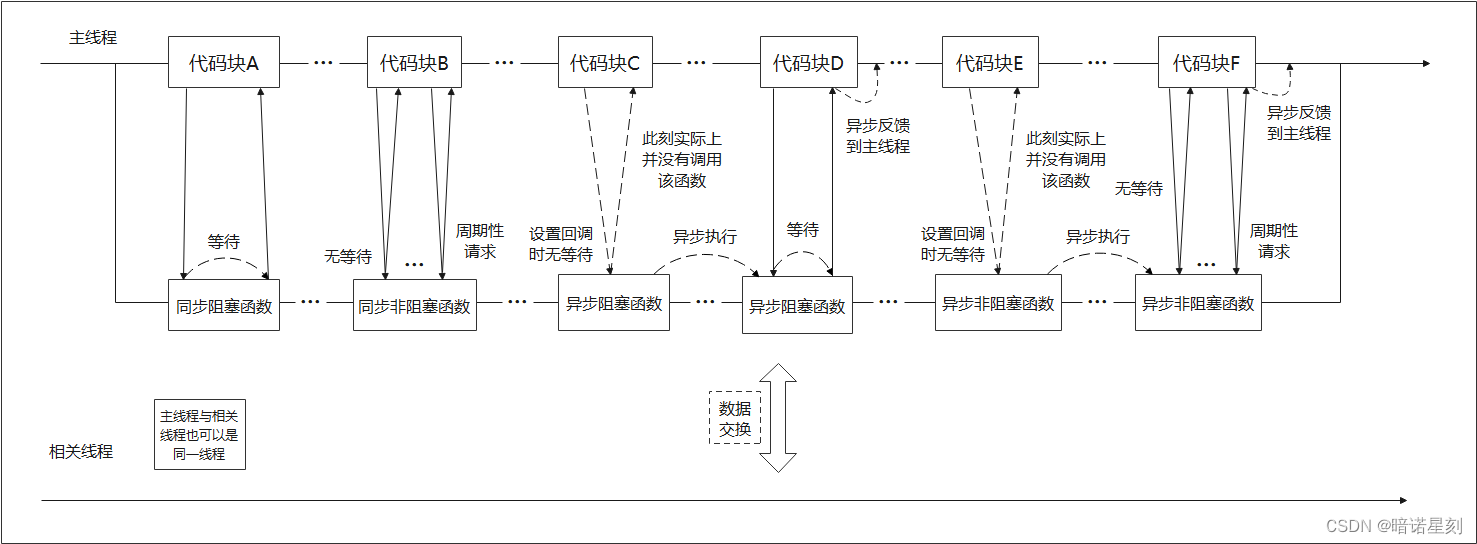 主线程
代码块A
···
代码块B
···
代码块C
···
代码块D
···
代码块E
···
代码块F
异步反馈
到主线程
异步反馈
到主线程
此刻实际上
并没有调用
该函数
此刻实际上
并没有调用
该函数
等待
无等待
···
周期性
请求
设置回调
时无等待
异步执行
等待
设置回调
时无等待
异步执行
无等待
···
周期性
请求
同步阻塞函数
···
同步非阻塞函数
···
异步阻塞函数
···
异步阻塞函数
···
异步非阻塞函数
···
异步非阻塞函数
数据
交换
主线程与相关
线程也可以是
同一线程
相关线程
CSDN @暗诺星刻